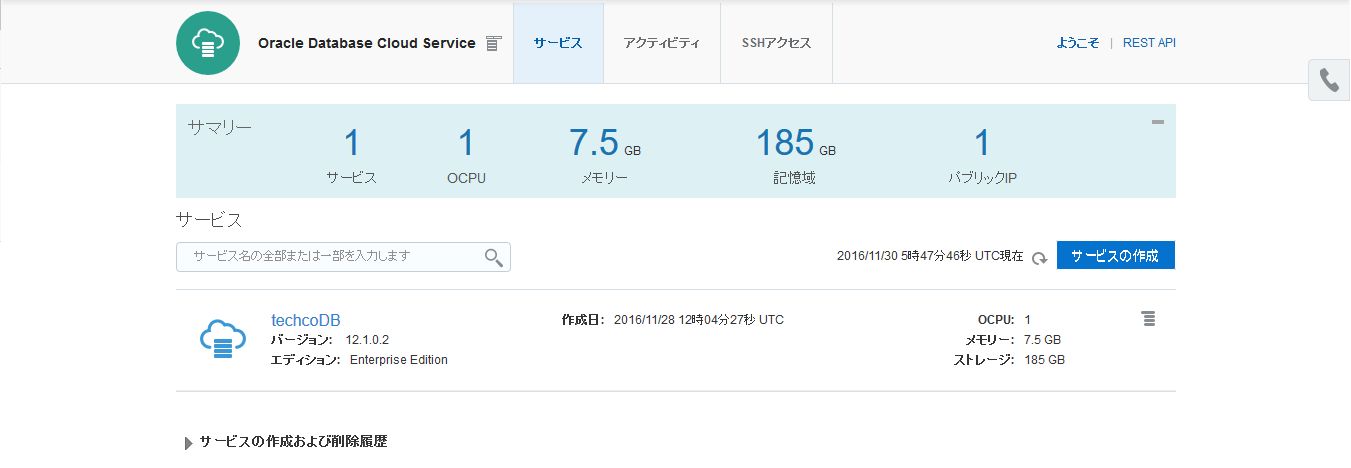 Oracle Database Cloud Service
サービス
アクティビティ
SSHアクセス
ようこそ | REST API
サマリー
1
サービス
1
OCPU
7.5 GB
メモリー
185 GB
記憶域
1
パブリックIP
サービス
サービス名の全部または一部を入力します
2016/11/30 5時47分46秒 UTC現在
サービスの作成
techcoDB
バージョン: 12.1.0.2
エディション: Enterprise Edition
作成日: 2016/11/28 12時04分27秒 UTC
OCPU: 1
メモリー: 7.5 GB
ストレージ: 185 GB
サービスの作成および削除履歴